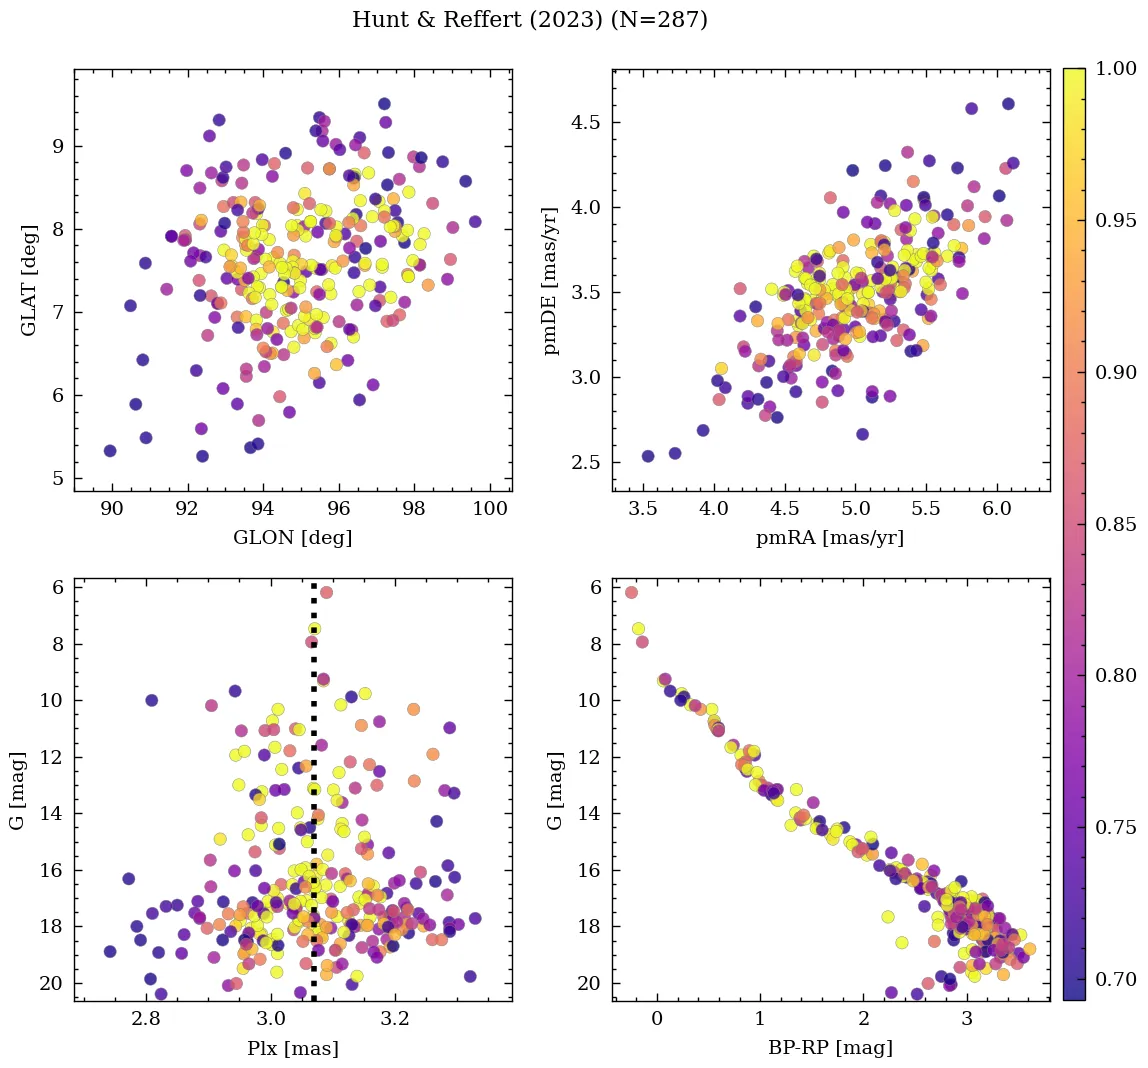 Hunt & Reffert (2023) (N=287)
9
8
7
6
5
GLAT [deg]
90 92 94 96 98 100
GLON [deg]
4.5
4.0
3.5
3.0
2.5
pmDE [mas/yr]
3.5 4.0 4.5 5.0 5.5 6.0
pmRA [mas/yr]
6
8
10
12
14
16
18
20
G [mag]
2.8 3.0 3.2
Plx [mas]
6
8
10
12
14
16
18
20
G [mag]
0 1 2 3
BP-RP [mag]
1.00
0.95
0.90
0.85
0.80
0.75
0.70